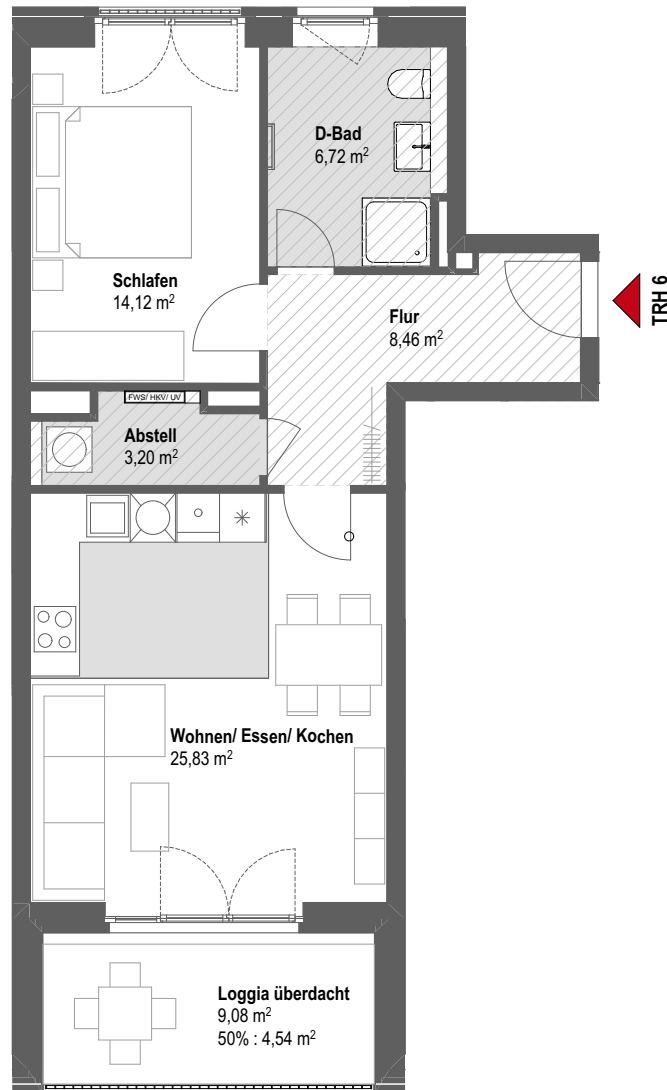 D-Bad
6,72 m²
Schlafen
14,12 m²
Flur
8,46 m²
TRH 6
FWS/ HKV/ UV
Abstell
3,20 m²
Wohnen/ Essen/ Kochen
25,83 m²
Loggia überdacht
9,08 m²
50% : 4,54 m²